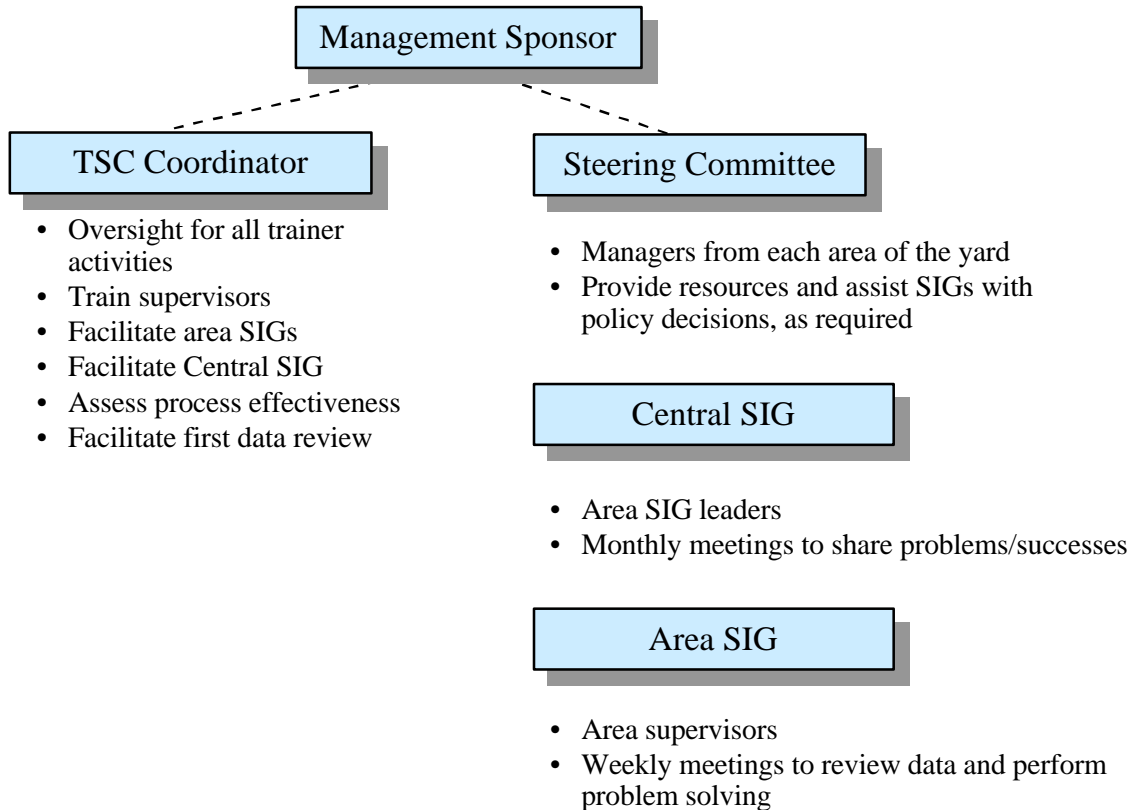 Management Sponsor
TSC Coordinator
• Oversight for all trainer
activities
• Train supervisors
• Facilitate area SIGs
• Facilitate Central SIG
• Assess process effectiveness
• Facilitate first data review
Steering Committee
• Managers from each area of the yard
• Provide resources and assist SIGs with
policy decisions, as required
Central SIG
• Area SIG leaders
• Monthly meetings to share problems/successes
Area SIG
• Area supervisors
• Weekly meetings to review data and perform
problem solving